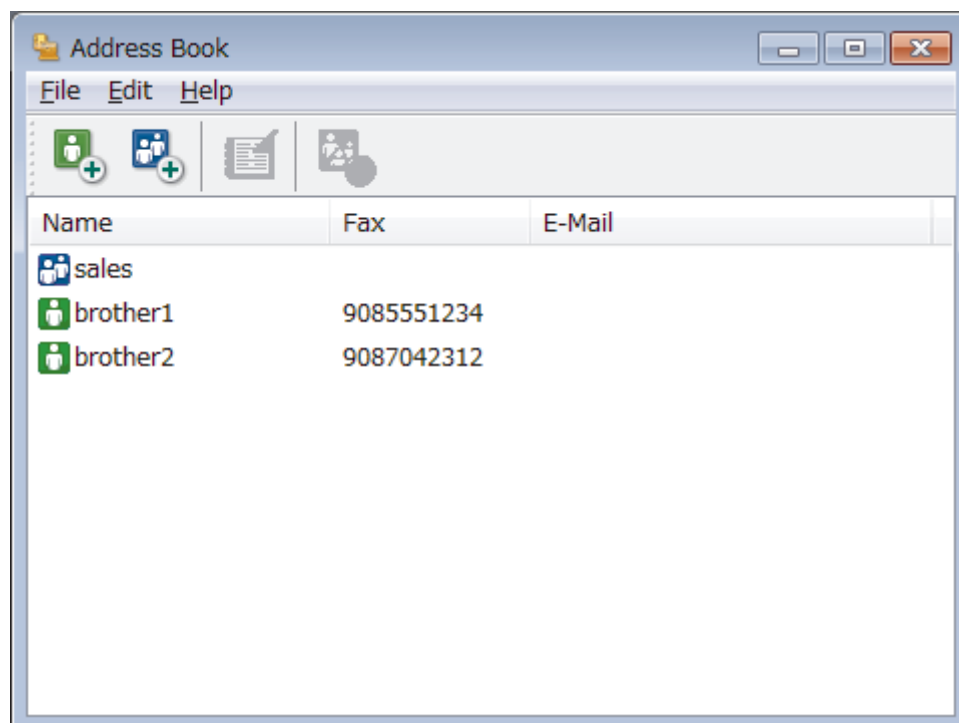 Address Book
File Edit Help
Name Fax E-Mail
sales
brother1 9085551234
brother2 9087042312